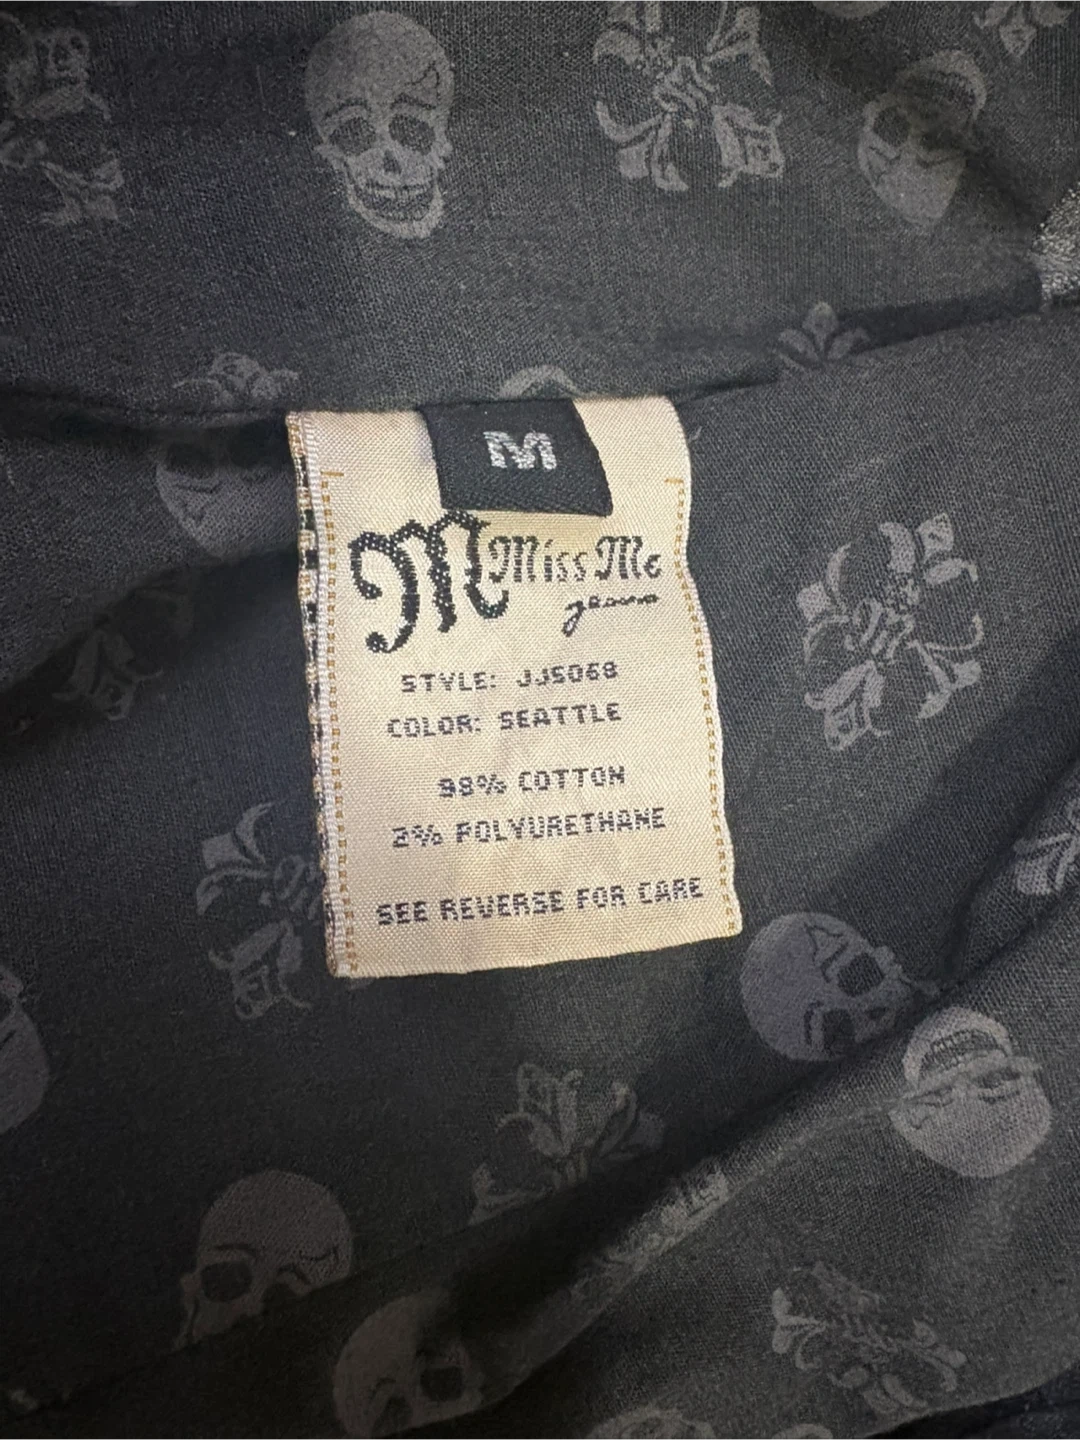 M
M Miss Me
jeans
STYLE: JJ5068
COLOR: SEATTLE
98% COTTON
2% POLYURETHANE
SEE REVERSE FOR CARE